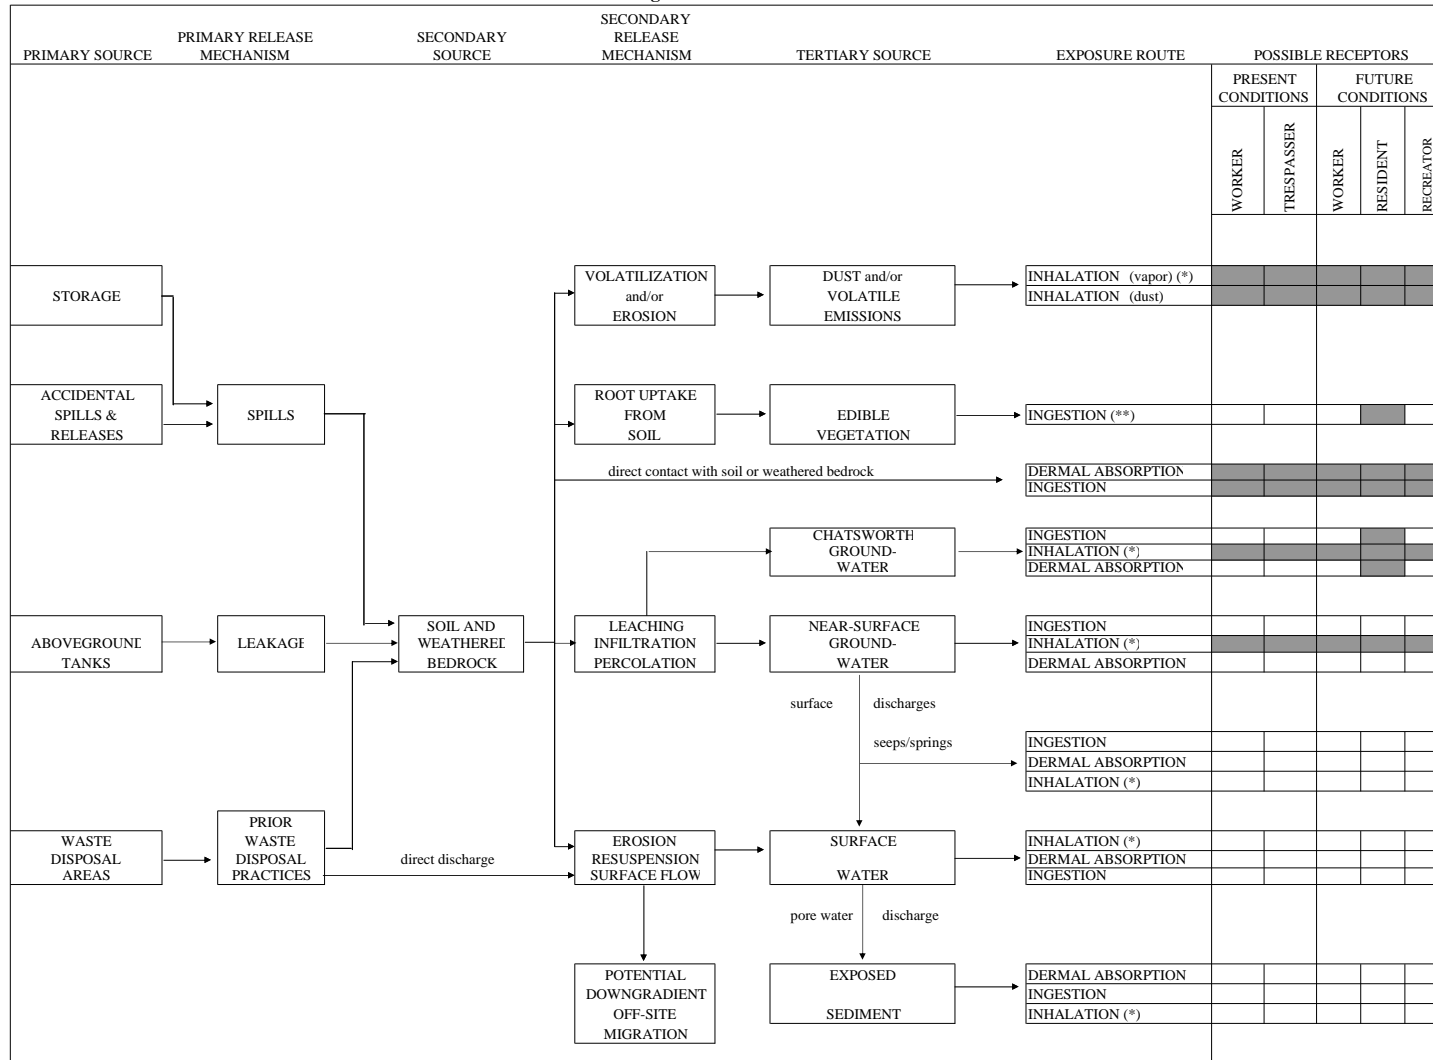 SECONDARY
PRIMARY RELEASE SECONDARY RELEASE
PRIMARY SOURCE MECHANISM SOURCE MECHANISM TERTIARY SOURCE EXPOSURE ROUTE POSSIBLE RECEPTORS
PRESENT FUTURE
CONDITIONS CONDITIONS
WORKER
TRESPASSER
WORKER
RESIDENT
RECREATOR
STORAGE
VOLATILIZATION
and/or
EROSION
DUST and/or
VOLATILE
EMISSIONS
INHALATION (vapor) (*)
INHALATION (dust)
ACCIDENTAL
SPILLS &
RELEASES
SPILLS
ROOT UPTAKE
FROM
SOIL
EDIBLE
VEGETATION
INGESTION (**)
direct contact with soil or weathered bedrock
DERMAL ABSORPTION
INGESTION
CHATSWORTH
GROUND-
WATER
INGESTION
INHALATION (*)
DERMAL ABSORPTION
ABOVEGROUND
TANKS
LEAKAGE
SOIL AND
WEATHERED
BEDROCK
LEACHING
INFILTRATION
PERCOLATION
NEAR-SURFACE
GROUND-
WATER
INGESTION
INHALATION (*)
DERMAL ABSORPTION
surface discharges
seeps/springs
INGESTION
DERMAL ABSORPTION
INHALATION (*)
WASTE
DISPOSAL
AREAS
PRIOR
WASTE
DISPOSAL
PRACTICES
direct discharge
EROSION
RESUSPENSION
SURFACE FLOW
SURFACE
WATER
INHALATION (*)
DERMAL ABSORPTION
INGESTION
pore water discharge
POTENTIAL
DOWNGRADIENT
OFF-SITE
MIGRATION
EXPOSED
SEDIMENT
DERMAL ABSORPTION
INGESTION
INHALATION (*)